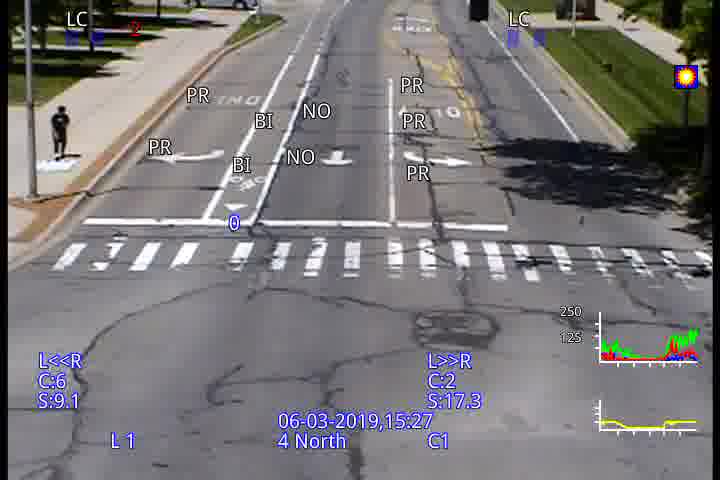 LC
2
LC
PR
PR
BI
NO
PR
ONLY
PR
BI
NO
PR
0
250
125
L<<R
C:6
S:9.1
L>>R
C:2
S:17.3
06-03-2019,15:27
L 1
4 North
C1